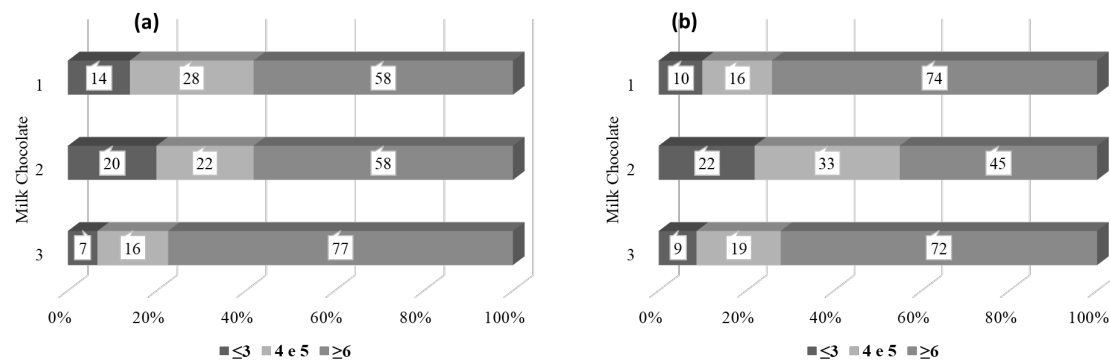 (a)
Milk Chocolate
1
14 28 58
2
20 22 58
3
7 16 77
0% 20% 40% 60% 80% 100%
≤3 4 e 5 ≥6
(b)
Milk Chocolate
1
10 16 74
2
22 33 45
3
9 19 72
0% 20% 40% 60% 80% 100%
≤3 4 e 5 ≥6